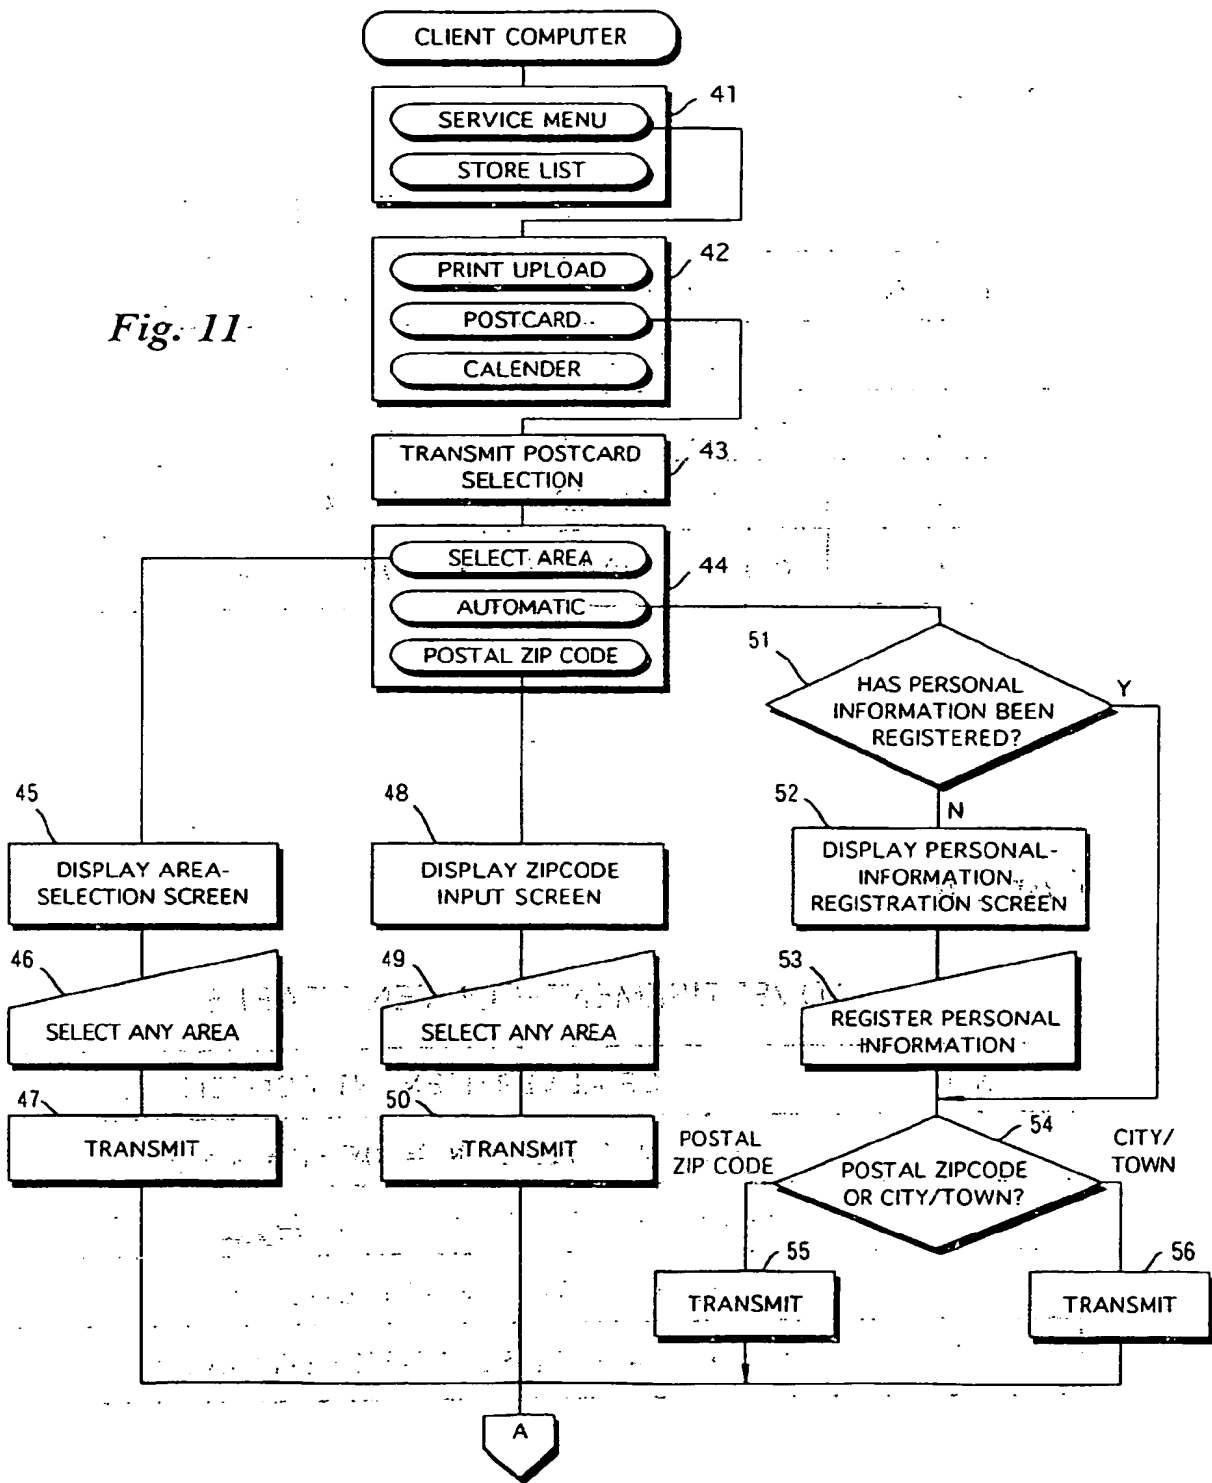 CLIENT COMPUTER
41
SERVICE MENU
STORE LIST
42
PRINT UPLOAD
POSTCARD
CALENDER
Fig. 11
TRANSMIT POSTCARD
SELECTION
43
SELECT AREA
44
AUTOMATIC
POSTAL ZIP CODE
51
HAS PERSONAL
INFORMATION BEEN
REGISTERED?
Y
N
45
DISPLAY AREA-
SELECTION SCREEN
48
DISPLAY ZIPCODE
INPUT SCREEN
52
DISPLAY PERSONAL-
INFORMATION
REGISTRATION SCREEN
46
SELECT ANY AREA
49
SELECT ANY AREA
53
REGISTER PERSONAL
INFORMATION
47
TRANSMIT
50
TRANSMIT
54
POSTAL
ZIP CODE
POSTAL ZIPCODE
OR CITY/TOWN?
CITY/
TOWN
55
TRANSMIT
56
TRANSMIT
A